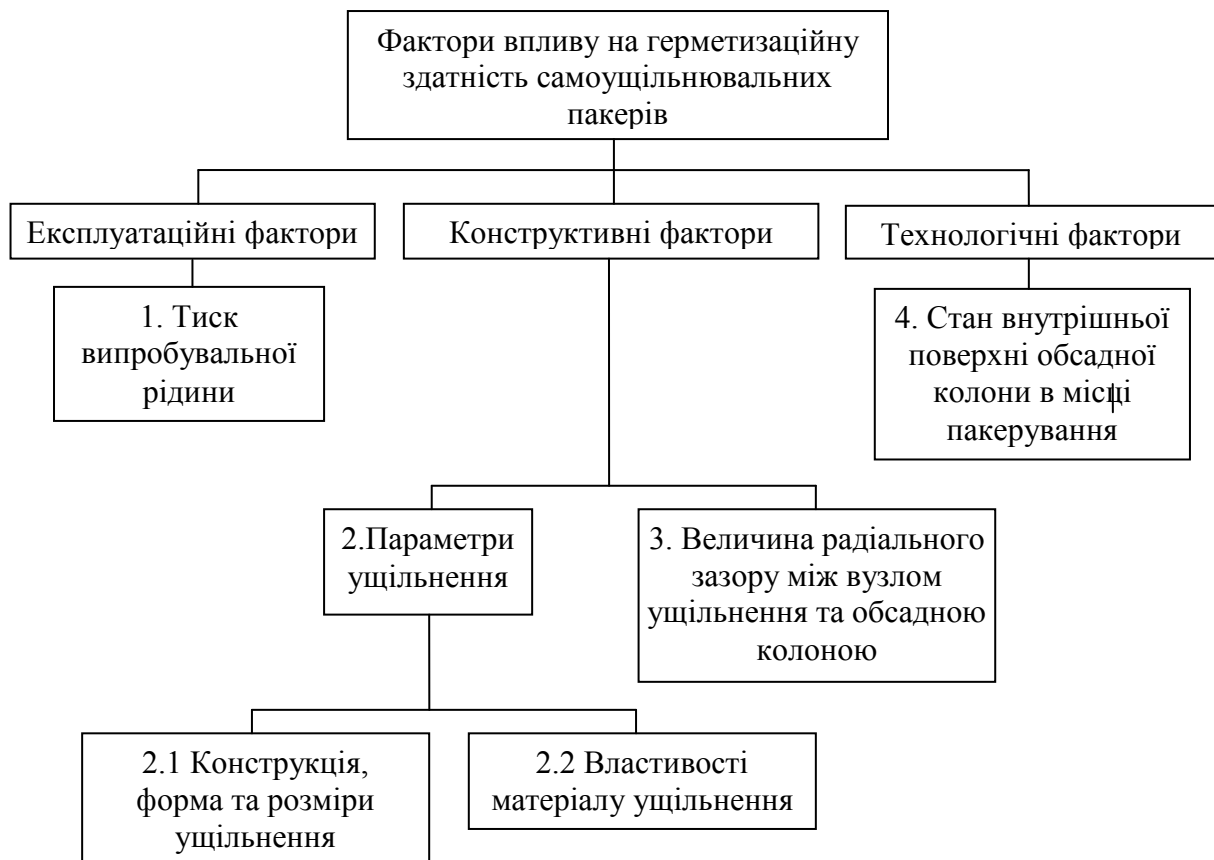 Фактори впливу на герметизаційну
здатність самоущільнювальних
пакерів
Експлуатаційні фактори
Конструктивні фактори
Технологічні фактори
1. Тиск
випробувальної
рідини
4. Стан внутрішньої
поверхні обсадної
колони в місці
пакерування
2.Параметри
ущільнення
3. Величина радіального
зазору між вузлом
ущільнення та обсадною
колоною
2.1 Конструкція,
форма та розміри
ущільнення
2.2 Властивості
матеріалу ущільнення